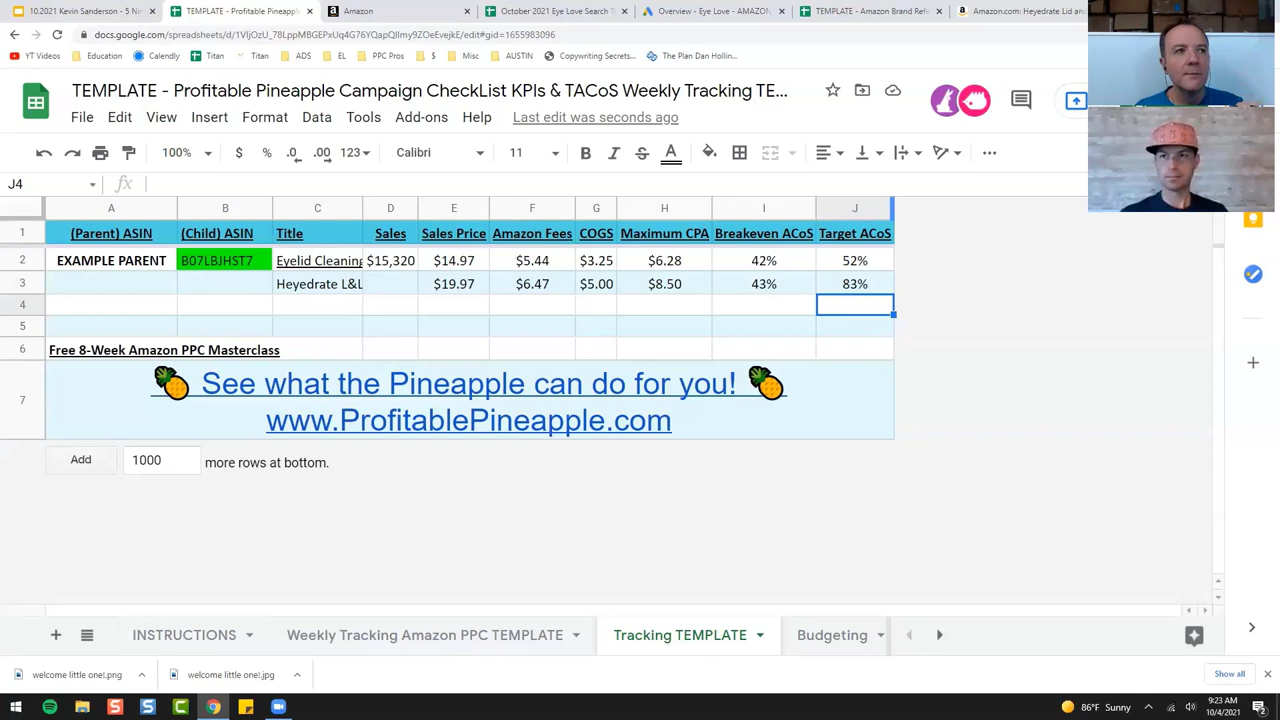 10.2021 Kevin Sanderson - 5 Nin
TEMPLATE - Profitable Pineapple
Amazon
October 2021 Eye Love Search T
Overview - Eye Love - AMAZON
TEMPLATE - Amazon Brand Refe
Amazon.com: Heyedrate Lid an
docs.google.com/spreadsheets/d/
YT Videos
Education
Calendly
Titan
Titan
ADS
EL
PPC Pros
$
Misc
AUSTIN
Copywriting Secrets...
The Plan Dan Hollin...
TEMPLATE - Profitable Pineapple Campaign CheckList KPIs & TACoS Weekly Tracking TE...
File Edit View Insert Format Data Tools Add-ons Help Last edit was seconds ago
100% $ % .0 .00 123 Calibri 11 B I S A
J4 fx
A B C D E F G H I J
1 (Parent) ASIN (Child) ASIN Title Sales Sales Price Amazon Fees COGS Maximum CPA Breakeven ACoS Target ACoS
2 EXAMPLE PARENT B07LBJHST7 Eyelid Cleaning $15,320 $14.97 $5.44 $3.25 $6.28 42% 52%
3 Heyedrate L&L $19.97 $6.47 $5.00 $8.50 43% 83%
4
5
6 Free 8-Week Amazon PPC Masterclass
7 See what the Pineapple can do for you!
www.ProfitablePineapple.com
Add 1000 more rows at bottom.
INSTRUCTIONS Weekly Tracking Amazon PPC TEMPLATE Tracking TEMPLATE Budgeting
welcome little one!.png welcome little one!.jpg Show all
86°F Sunny 9:23 AM
10/4/2021 2